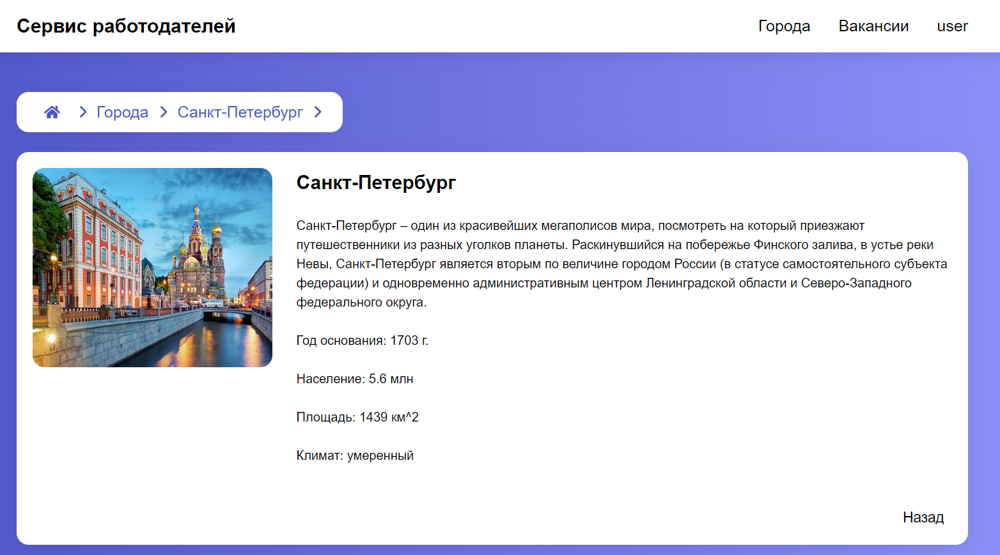 Сервис работодателей
Города Вакансии user
Города Санкт-Петербург
Санкт-Петербург
Санкт-Петербург – один из красивейших мегаполисов мира, посмотреть на который приезжают
путешественники из разных уголков планеты. Раскинувшийся на побережье Финского залива, в устье реки
Невы, Санкт-Петербург является вторым по величине городом России (в статусе самостоятельного субъекта
федерации) и одновременно административным центром Ленинградской области и Северо-Западного
федерального округа.
Год основания: 1703 г.
Население: 5.6 млн
Площадь: 1439 км^2
Климат: умеренный
Назад